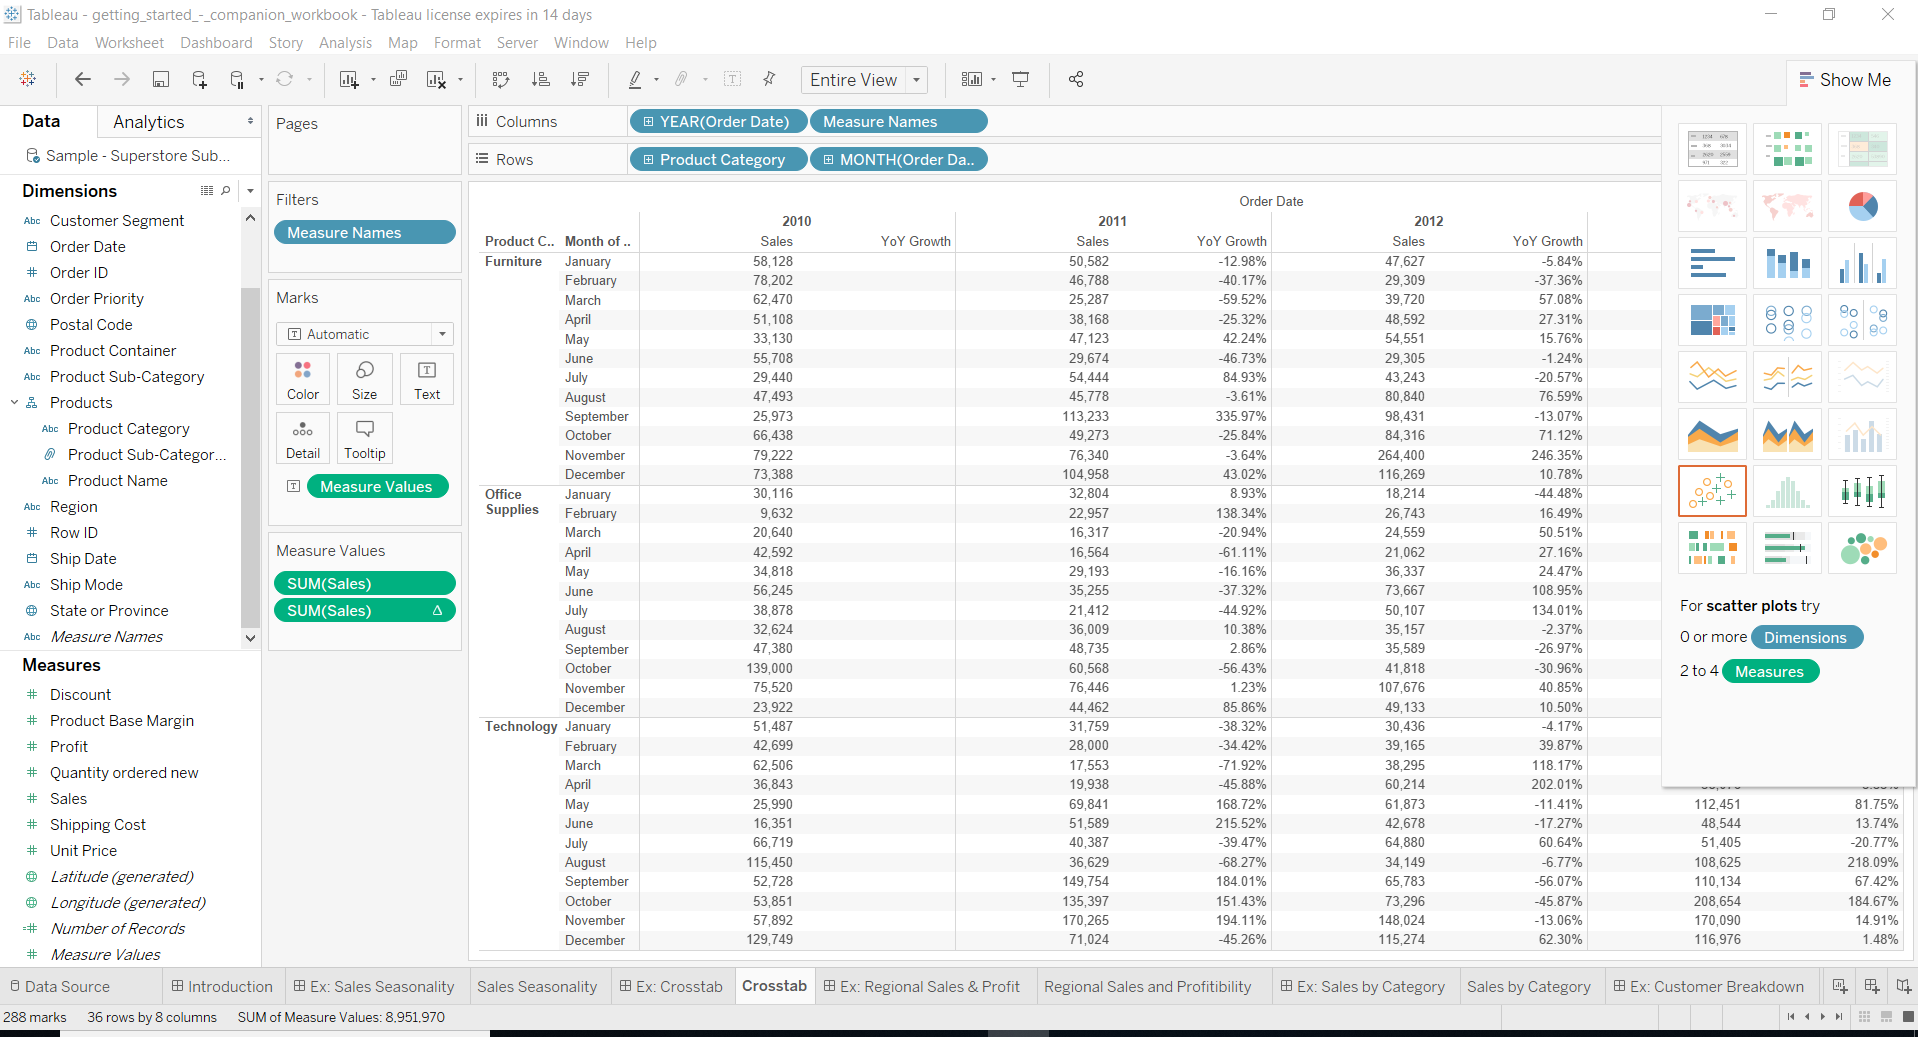 Tableau - getting_started_-_companion_workbook - Tableau license expires in 14 days
File Data Worksheet Dashboard Story Analysis Map Format Server Window Help
Entire View
Show Me
Data Analytics
Sample - Superstore Sub...
Dimensions
Abc Customer Segment
Order Date
Order ID
Abc Order Priority
Postal Code
Abc Product Container
Abc Product Sub-Category
Products
Abc Product Category
Product Sub-Categor...
Abc Product Name
Abc Region
Row ID
Ship Date
Abc Ship Mode
State or Province
Abc Measure Names
Measures
Discount
Product Base Margin
Profit
Quantity ordered new
Sales
Shipping Cost
Unit Price
Latitude (generated)
Longitude (generated)
Number of Records
Measure Values
Pages
Filters
Measure Names
Marks
Automatic
Color Size Text
Detail Tooltip
Measure Values
Measure Values
SUM(Sales)
SUM(Sales) Δ
Columns YEAR(Order Date) Measure Names
Rows Product Category MONTH(Order Da..
Order Date
2010 2011 2012
Product C.. Month of .. Sales YoY Growth Sales YoY Growth Sales YoY Growth
Furniture January 58,128 50,582 -12.98% 47,627 -5.84%
February 78,202 46,788 -40.17% 29,309 -37.36%
March 62,470 25,287 -59.52% 39,720 57.08%
April 51,108 38,168 -25.32% 48,592 27.31%
May 33,130 47,123 42.24% 54,551 15.76%
June 55,708 29,674 -46.73% 29,305 -1.24%
July 29,440 54,444 84.93% 43,243 -20.57%
August 47,493 45,778 -3.61% 80,840 76.59%
September 25,973 113,233 335.97% 98,431 -13.07%
October 66,438 49,273 -25.84% 84,316 71.12%
November 79,222 76,340 -3.64% 264,400 246.35%
December 73,388 104,958 43.02% 116,269 10.78%
Office Supplies January 30,116 32,804 8.93% 18,214 -44.48%
February 9,632 22,957 138.34% 26,743 16.49%
March 20,640 16,317 -20.94% 24,559 50.51%
April 42,592 16,564 -61.11% 21,062 27.16%
May 34,818 29,193 -16.16% 36,337 24.47%
June 56,245 35,255 -37.32% 73,667 108.95%
July 38,878 21,412 -44.92% 50,107 134.01%
August 32,624 36,009 10.38% 35,157 -2.37%
September 47,380 48,735 2.86% 35,589 -26.97%
October 139,000 60,568 -56.43% 41,818 -30.96%
November 75,520 76,446 1.23% 107,676 40.85%
December 23,922 44,462 85.86% 49,133 10.50%
Technology January 51,487 31,759 -38.32% 30,436 -4.17%
February 42,699 28,000 -34.42% 39,165 39.87%
March 62,506 17,553 -71.92% 38,295 118.17%
April 36,843 19,938 -45.88% 60,214 202.01%
May 25,990 69,841 168.72% 61,873 -11.41% 112,451 81.75%
June 16,351 51,589 215.52% 42,678 -17.27% 48,544 13.74%
July 66,719 40,387 -39.47% 64,880 60.64% 51,405 -20.77%
August 115,450 36,629 -68.27% 34,149 -6.77% 108,625 218.09%
September 52,728 149,754 184.01% 65,783 -56.07% 110,134 67.42%
October 53,851 135,397 151.43% 73,296 -45.87% 208,654 184.67%
November 57,892 170,265 194.11% 148,024 -13.06% 170,090 14.91%
December 129,749 71,024 -45.26% 115,274 62.30% 116,976 1.48%
For scatter plots try
0 or more Dimensions
2 to 4 Measures
Data Source Introduction Ex: Sales Seasonality Sales Seasonality Ex: Crosstab Crosstab Ex: Regional Sales & Profit Regional Sales and Profitibility Ex: Sales by Category Sales by Category Ex: Customer Breakdown
288 marks 36 rows by 8 columns SUM of Measure Values: 8,951,970